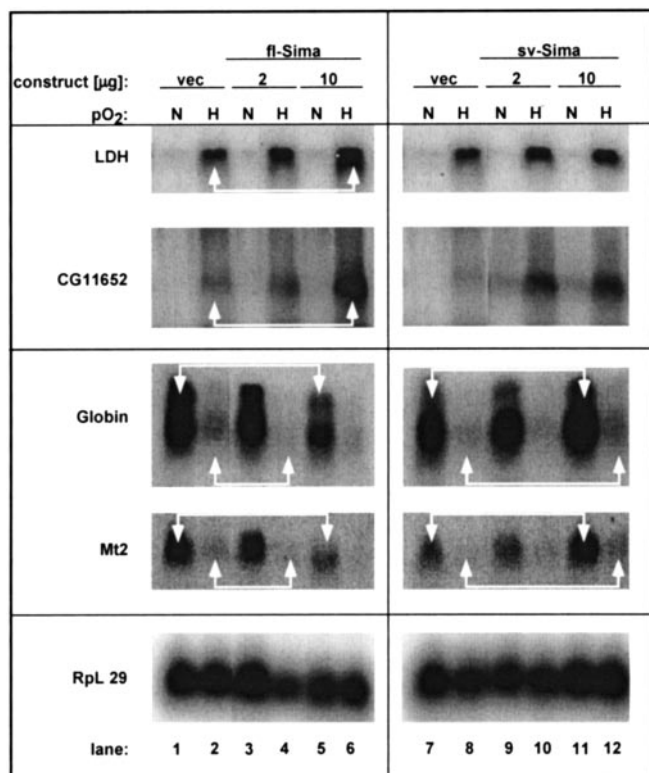 fl-Sima sv-Sima
construct [μg]: vec 2 10 vec 2 10
pO2: N H N H N H N H N H N H
LDH
CG11652
Globin
Mt2
RpL 29
lane: 1 2 3 4 5 6 7 8 9 10 11 12